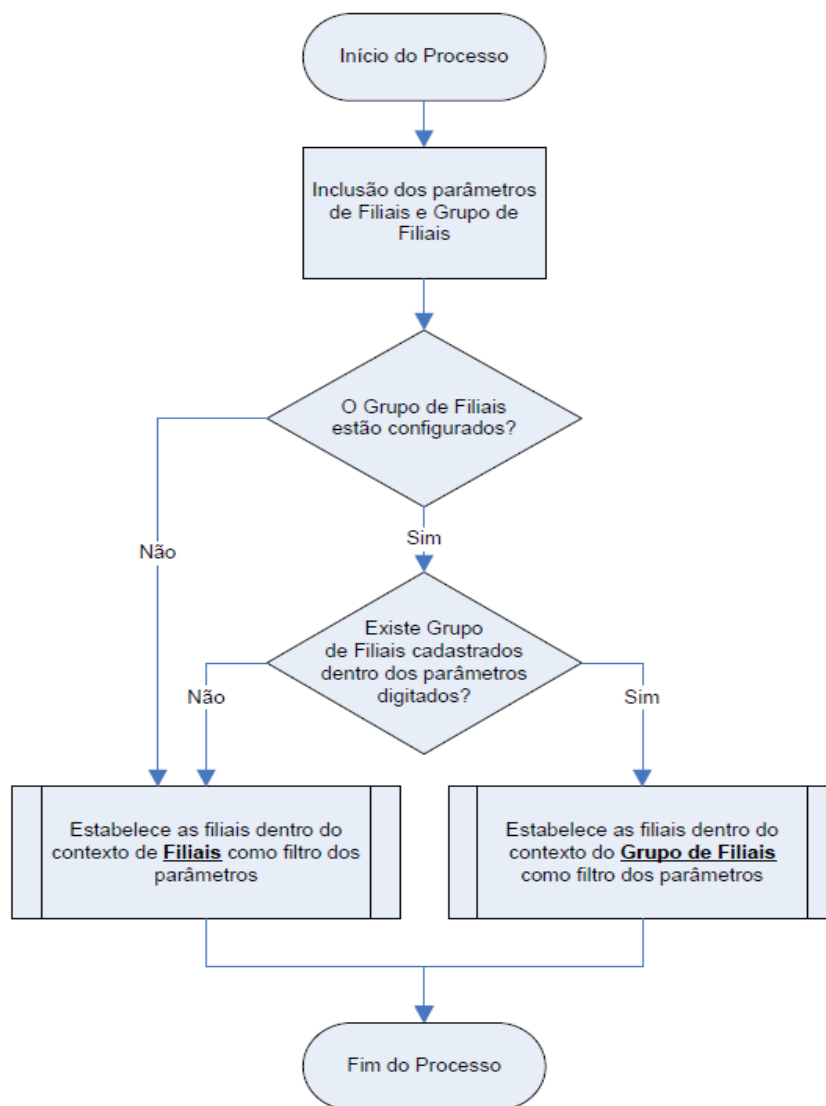 Início do Processo
Inclusão dos parâmetros
de Filiais e Grupo de
Filiais
O Grupo de Filiais
estão configurados?
Não
Sim
Existe Grupo
de Filiais cadastrados
dentro dos parâmetros
digitados?
Não
Sim
Estabelece as filiais dentro do
contexto de Filiais como filtro dos
parâmetros
Estabelece as filiais dentro do
contexto do Grupo de Filiais
como filtro dos parâmetros
Fim do Processo